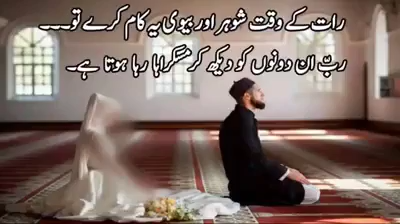 رات کے وقت شوہر اور بیوی یہ کام کرے تو۔۔۔
ربّ ان دونوں کو دیکھ کر مسکرا رہا ہوتا ہے۔